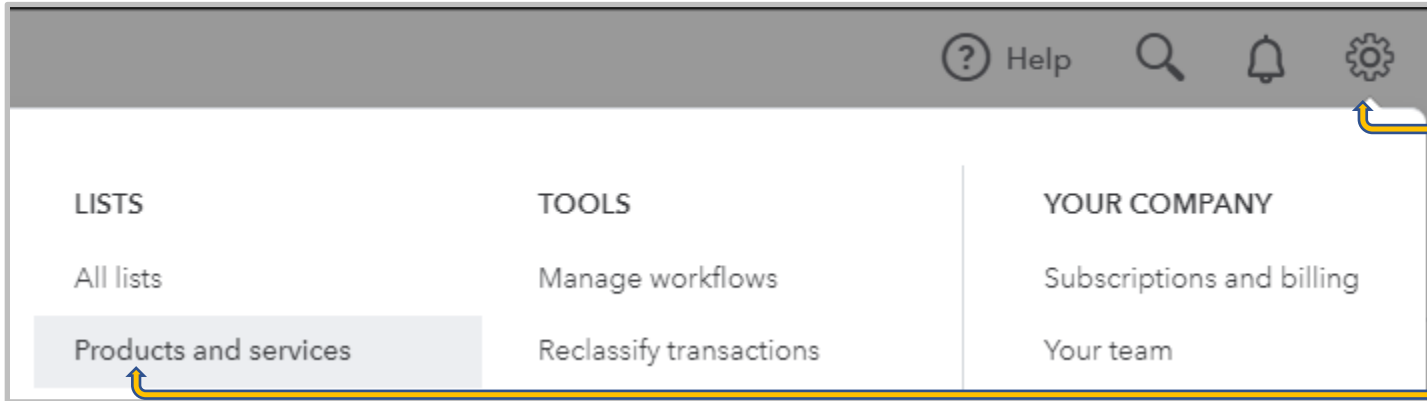 Help
LISTS
All lists
Products and services
TOOLS
Manage workflows
Reclassify transactions
YOUR COMPANY
Subscriptions and billing
Your team